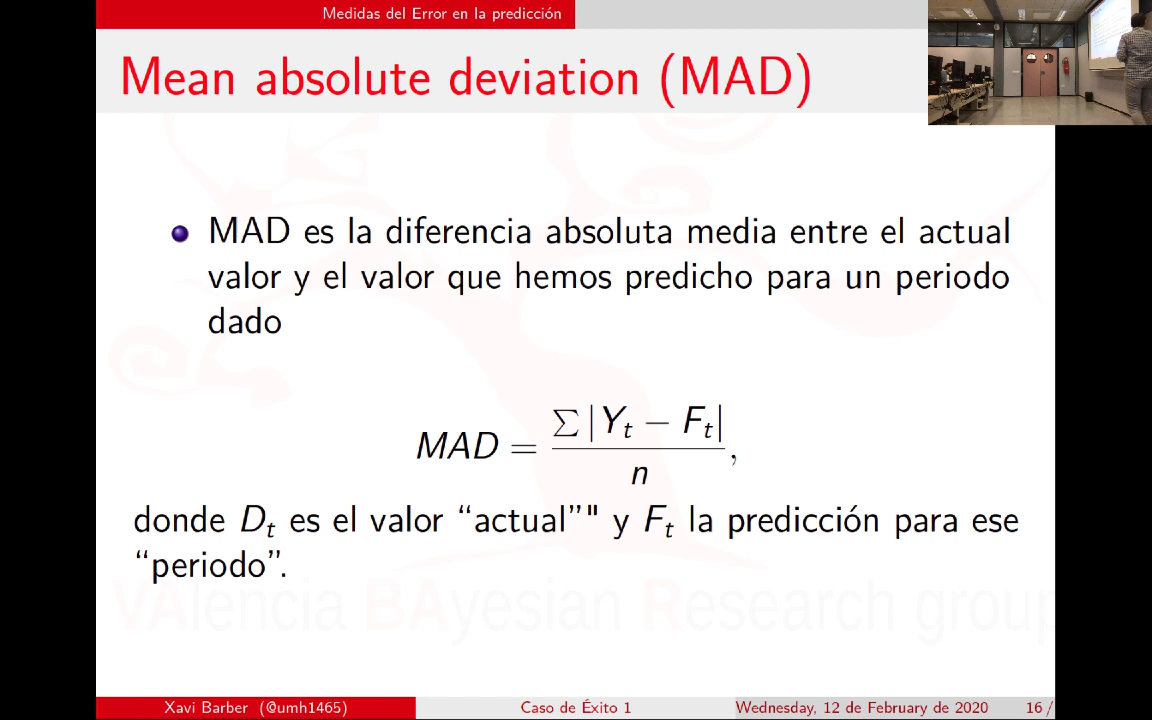 Medidas del Error en la predicción
Mean absolute deviation (MAD)
MAD es la diferencia absoluta media entre el actual
valor y el valor que hemos predicho para un periodo
dado
MAD = ∑|Yₜ − Fₜ| / n,
donde Dₜ es el valor “actual”" y Fₜ la predicción para ese
“periodo”.
VAlencia BAyesian Research group
Xavi Barber (@umh1465) Caso de Éxito 1 Wednesday, 12 de February de 2020 16 /